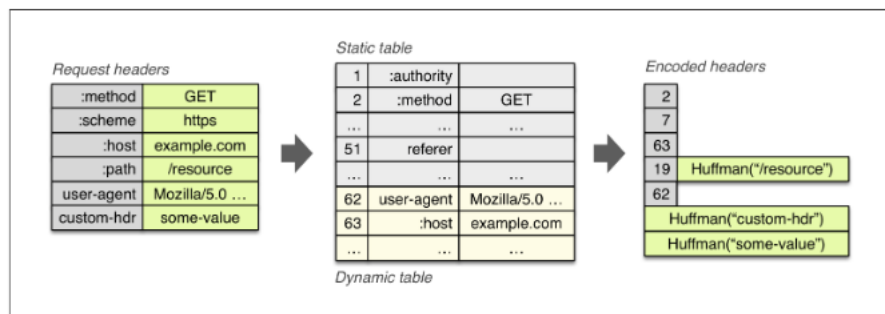 Static table
Request headers
Encoded headers
:method GET
:scheme https
:host example.com
:path /resource
user-agent Mozilla/5.0 ...
custom-hdr some-value
1 :authority
2 :method GET
... ... ...
51 referer
... ... ...
62 user-agent Mozilla/5.0 ...
63 :host example.com
... ... ...
Dynamic table
2
7
63
19 Huffman("/resource")
62
Huffman("custom-hdr")
Huffman("some-value")